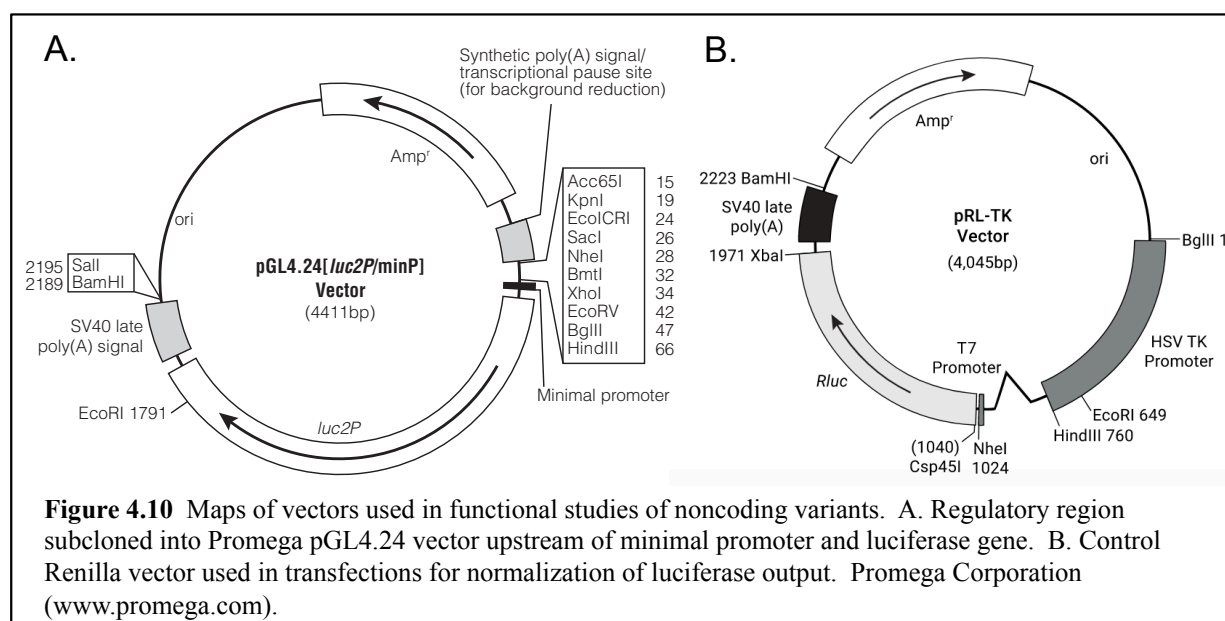 A.
Synthetic poly(A) signal/
transcriptional pause site
(for background reduction)
Ampr
ori
Acc65I 15
KpnI 19
EcoICRI 24
SacI 26
NheI 28
BmtI 32
XhoI 34
EcoRV 42
BglII 47
HindIII 66
2195 SalI
2189 BamHI
pGL4.24[luc2P/minP]
Vector
(4411bp)
SV40 late
poly(A) signal
Minimal promoter
EcoRI 1791
luc2P
B.
Ampr
ori
2223 BamHI
SV40 late
poly(A)
pRL-TK
Vector
(4,045bp)
BglII 1
1971 XbaI
T7
Promoter
HSV TK
Promoter
Rluc
EcoRI 649
HindIII 760
(1040)
Csp45I
NheI
1024
Figure 4.10 Maps of vectors used in functional studies of noncoding variants. A. Regulatory region
subcloned into Promega pGL4.24 vector upstream of minimal promoter and luciferase gene. B. Control
Renilla vector used in transfections for normalization of luciferase output. Promega Corporation
(www.promega.com).